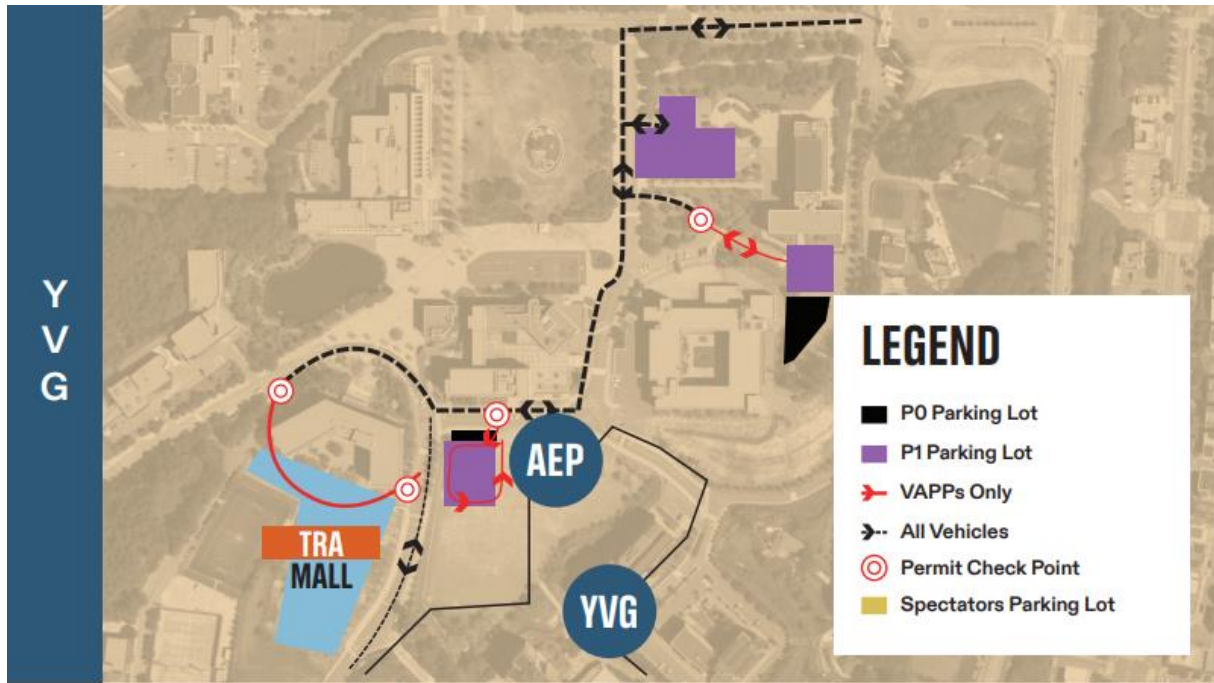 Y
V
G
AEP
TRA
MALL
YVG
LEGEND
P0 Parking Lot
P1 Parking Lot
VAPPs Only
All Vehicles
Permit Check Point
Spectators Parking Lot